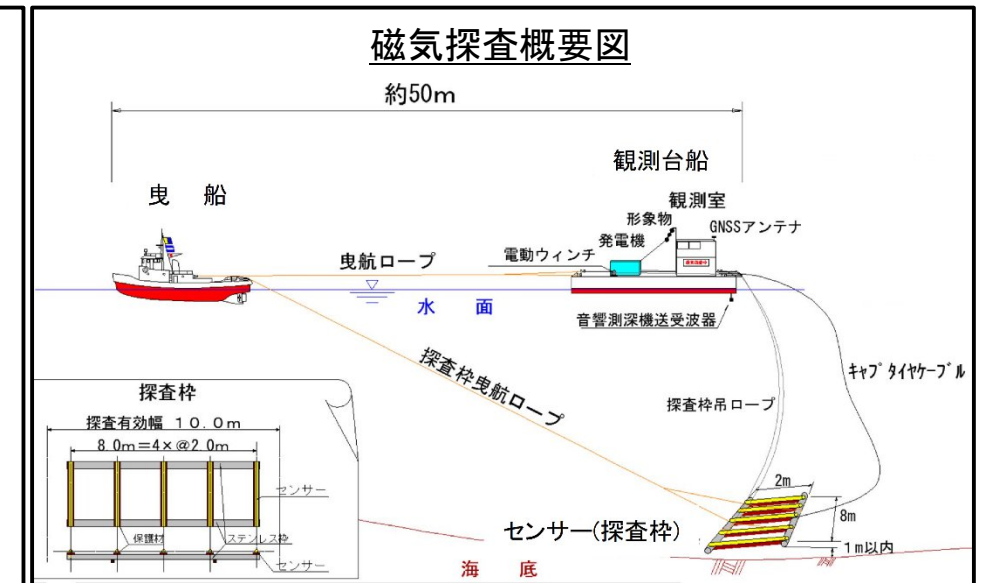 磁気探査概要図
約50m
観測台船
曳　船
観測室
形象物
GNSSアンテナ
発電機
電動ウィンチ
曳航ロープ
水　面
音響測深機送受波器
探査枠曳航ロープ
ｷｬﾌﾟﾀｲﾔｹｰﾌﾞﾙ
探査枠吊ロープ
探査枠
探査有効幅 １０.０ｍ
8.0m＝4×@2.0m
センサー
保護材
ステンレス枠
センサー
2m
8m
センサー(探査枠)
1m以内
海　底